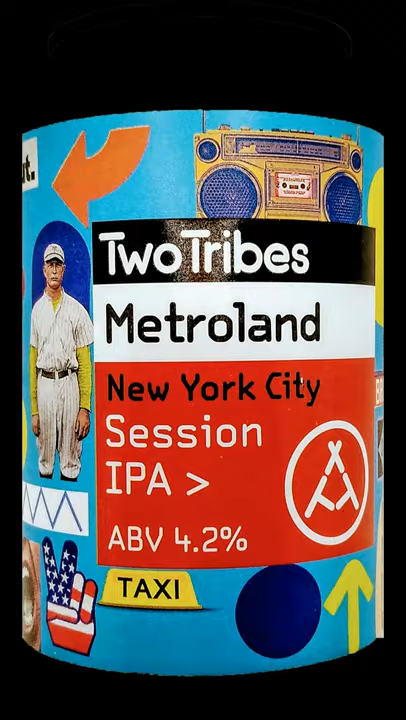 TwoTribes
Metroland
New York City
Session
IPA >
ABV 4.2%
TAXI